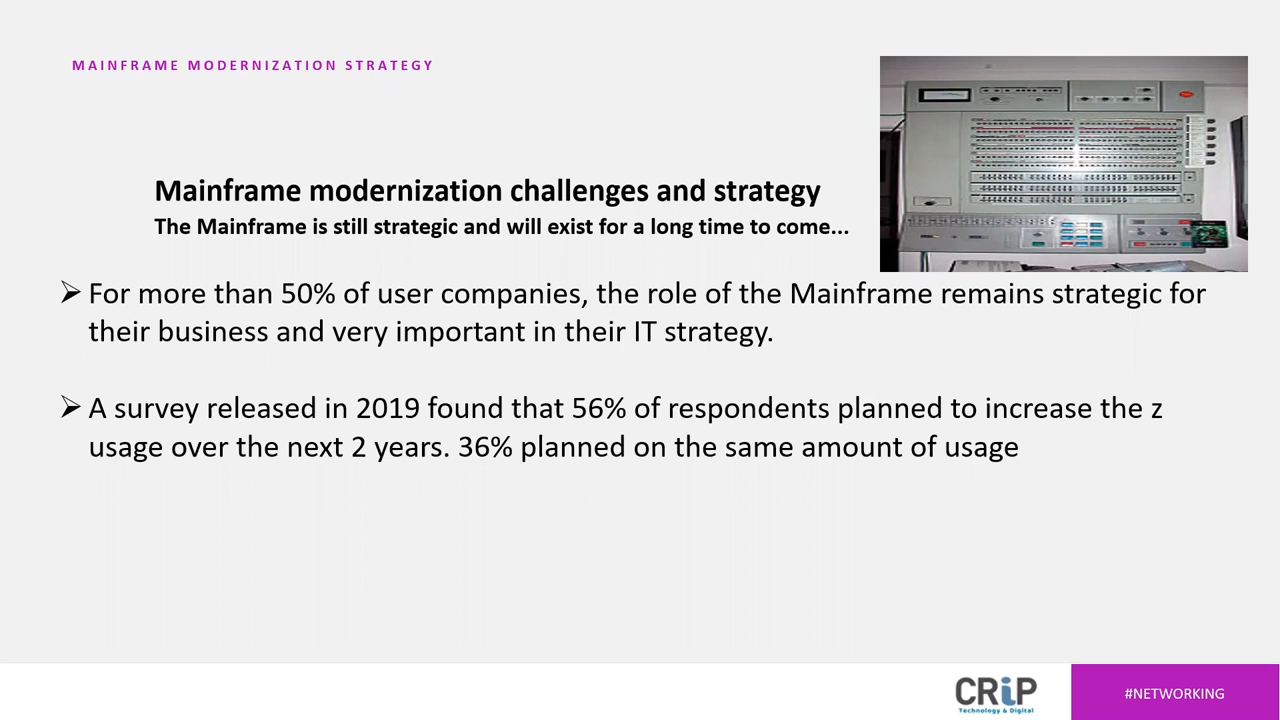 MAINFRAME MODERNIZATION STRATEGY
Mainframe modernization challenges and strategy
The Mainframe is still strategic and will exist for a long time to come...
➢ For more than 50% of user companies, the role of the Mainframe remains strategic for
their business and very important in their IT strategy.
➢ A survey released in 2019 found that 56% of respondents planned to increase the z
usage over the next 2 years. 36% planned on the same amount of usage
CRiP
Technology & Digital
#NETWORKING